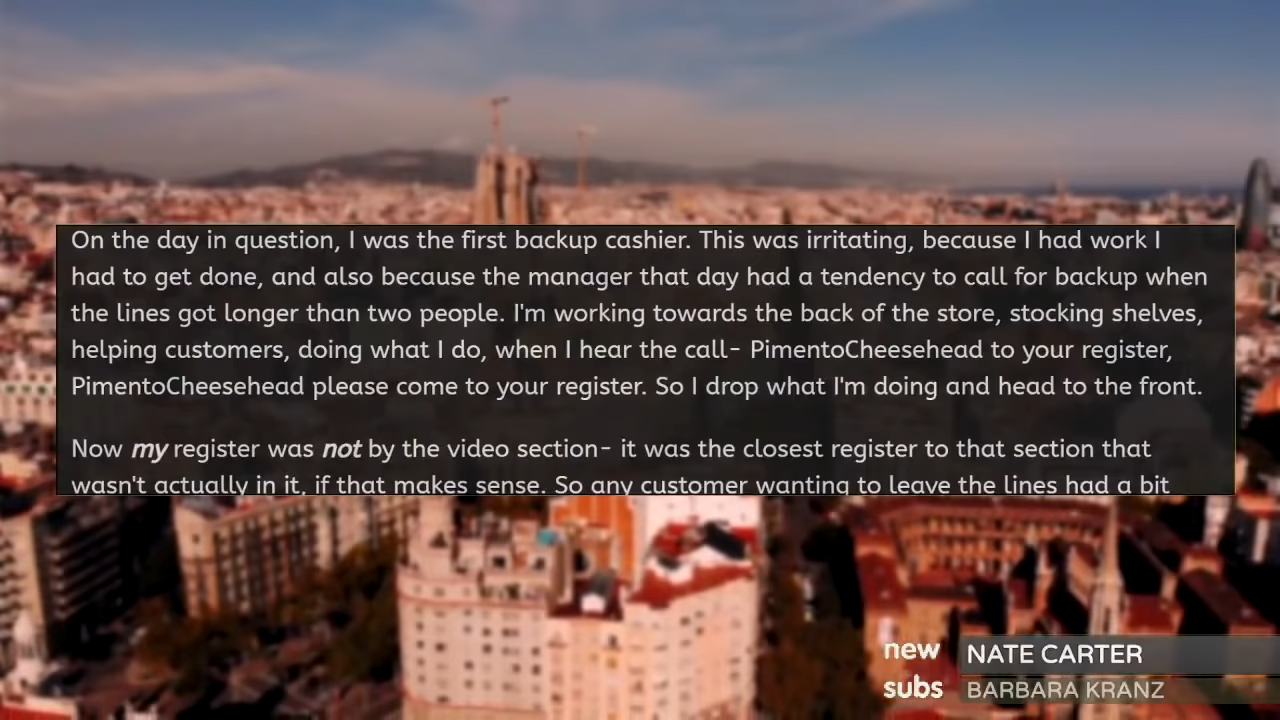 On the day in question, I was the first backup cashier. This was irritating, because I had work I
had to get done, and also because the manager that day had a tendency to call for backup when
the lines got longer than two people. I'm working towards the back of the store, stocking shelves,
helping customers, doing what I do, when I hear the call- PimentoCheesehead to your register,
PimentoCheesehead please come to your register. So I drop what I'm doing and head to the front.
Now my register was not by the video section- it was the closest register to that section that
wasn't actually in it, if that makes sense. So any customer wanting to leave the lines had a bit
new NATE CARTER
subs BARBARA KRANZ